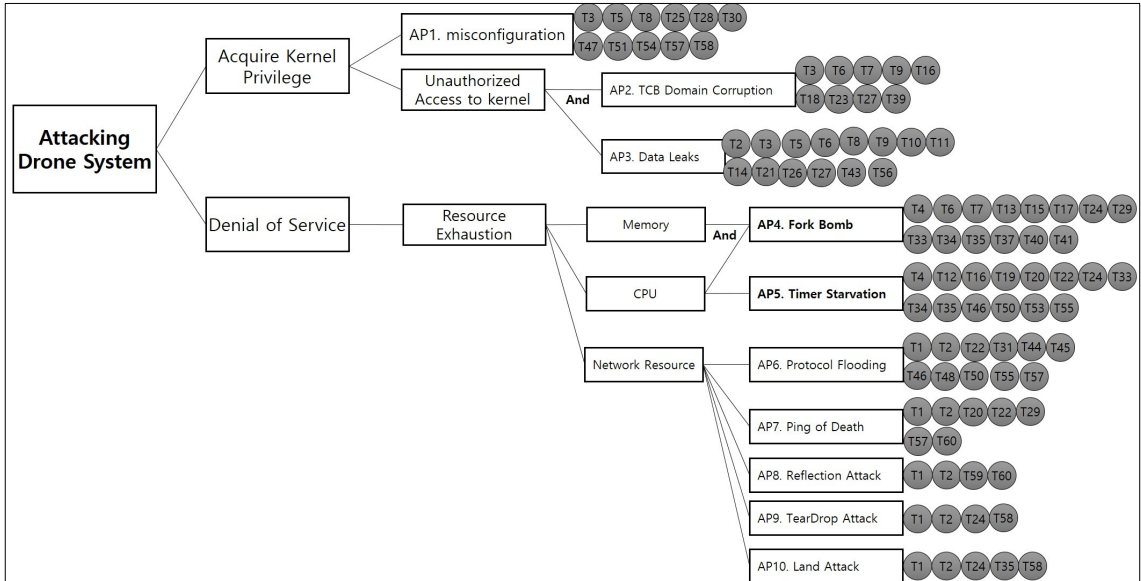 Attacking
Drone System
Acquire Kernel
Privilege
Denial of Service
AP1. misconfiguration
Unauthorized
Access to kernel
Resource
Exhaustion
And
AP2. TCB Domain Corruption
AP3. Data Leaks
Memory
And
CPU
Network Resource
AP4. Fork Bomb
AP5. Timer Starvation
AP6. Protocol Flooding
AP7. Ping of Death
AP8. Reflection Attack
AP9. TearDrop Attack
AP10. Land Attack
T3 T5 T8 T25 T28 T30
T47 T51 T54 T57 T58
T3 T6 T7 T9 T16
T18 T23 T27 T39
T2 T3 T5 T6 T8 T9 T10 T11
T14 T21 T26 T27 T43 T56
T4 T6 T7 T13 T15 T17 T24 T29
T33 T34 T35 T37 T40 T41
T4 T12 T16 T19 T20 T22 T24 T33
T34 T35 T46 T50 T53 T55
T1 T2 T22 T31 T44 T45
T46 T48 T50 T55 T57
T1 T2 T20 T22 T29
T57 T60
T1 T2 T59 T60
T1 T2 T24 T58
T1 T2 T24 T35 T58